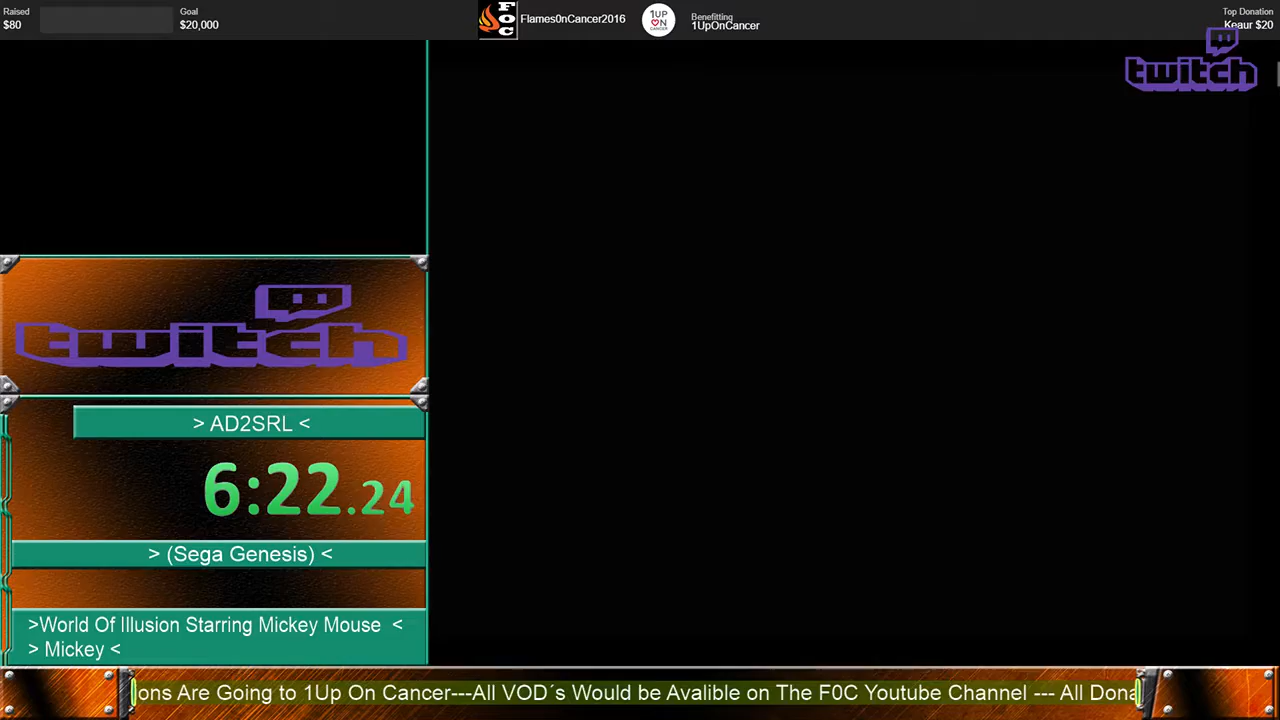 Raised
$80
Goal
$20,000
FOC
Flames0nCancer2016
1UP
ON
CANCER
Benefitting
1UpOnCancer
Top Donation
Keaur $20
twitch
twitch
> AD2SRL <
6:22.24
> (Sega Genesis) <
>World Of Illusion Starring Mickey Mouse <
> Mickey <
ons Are Going to 1Up On Cancer---All VOD´s Would be Avalible on The F0C Youtube Channel --- All Dona